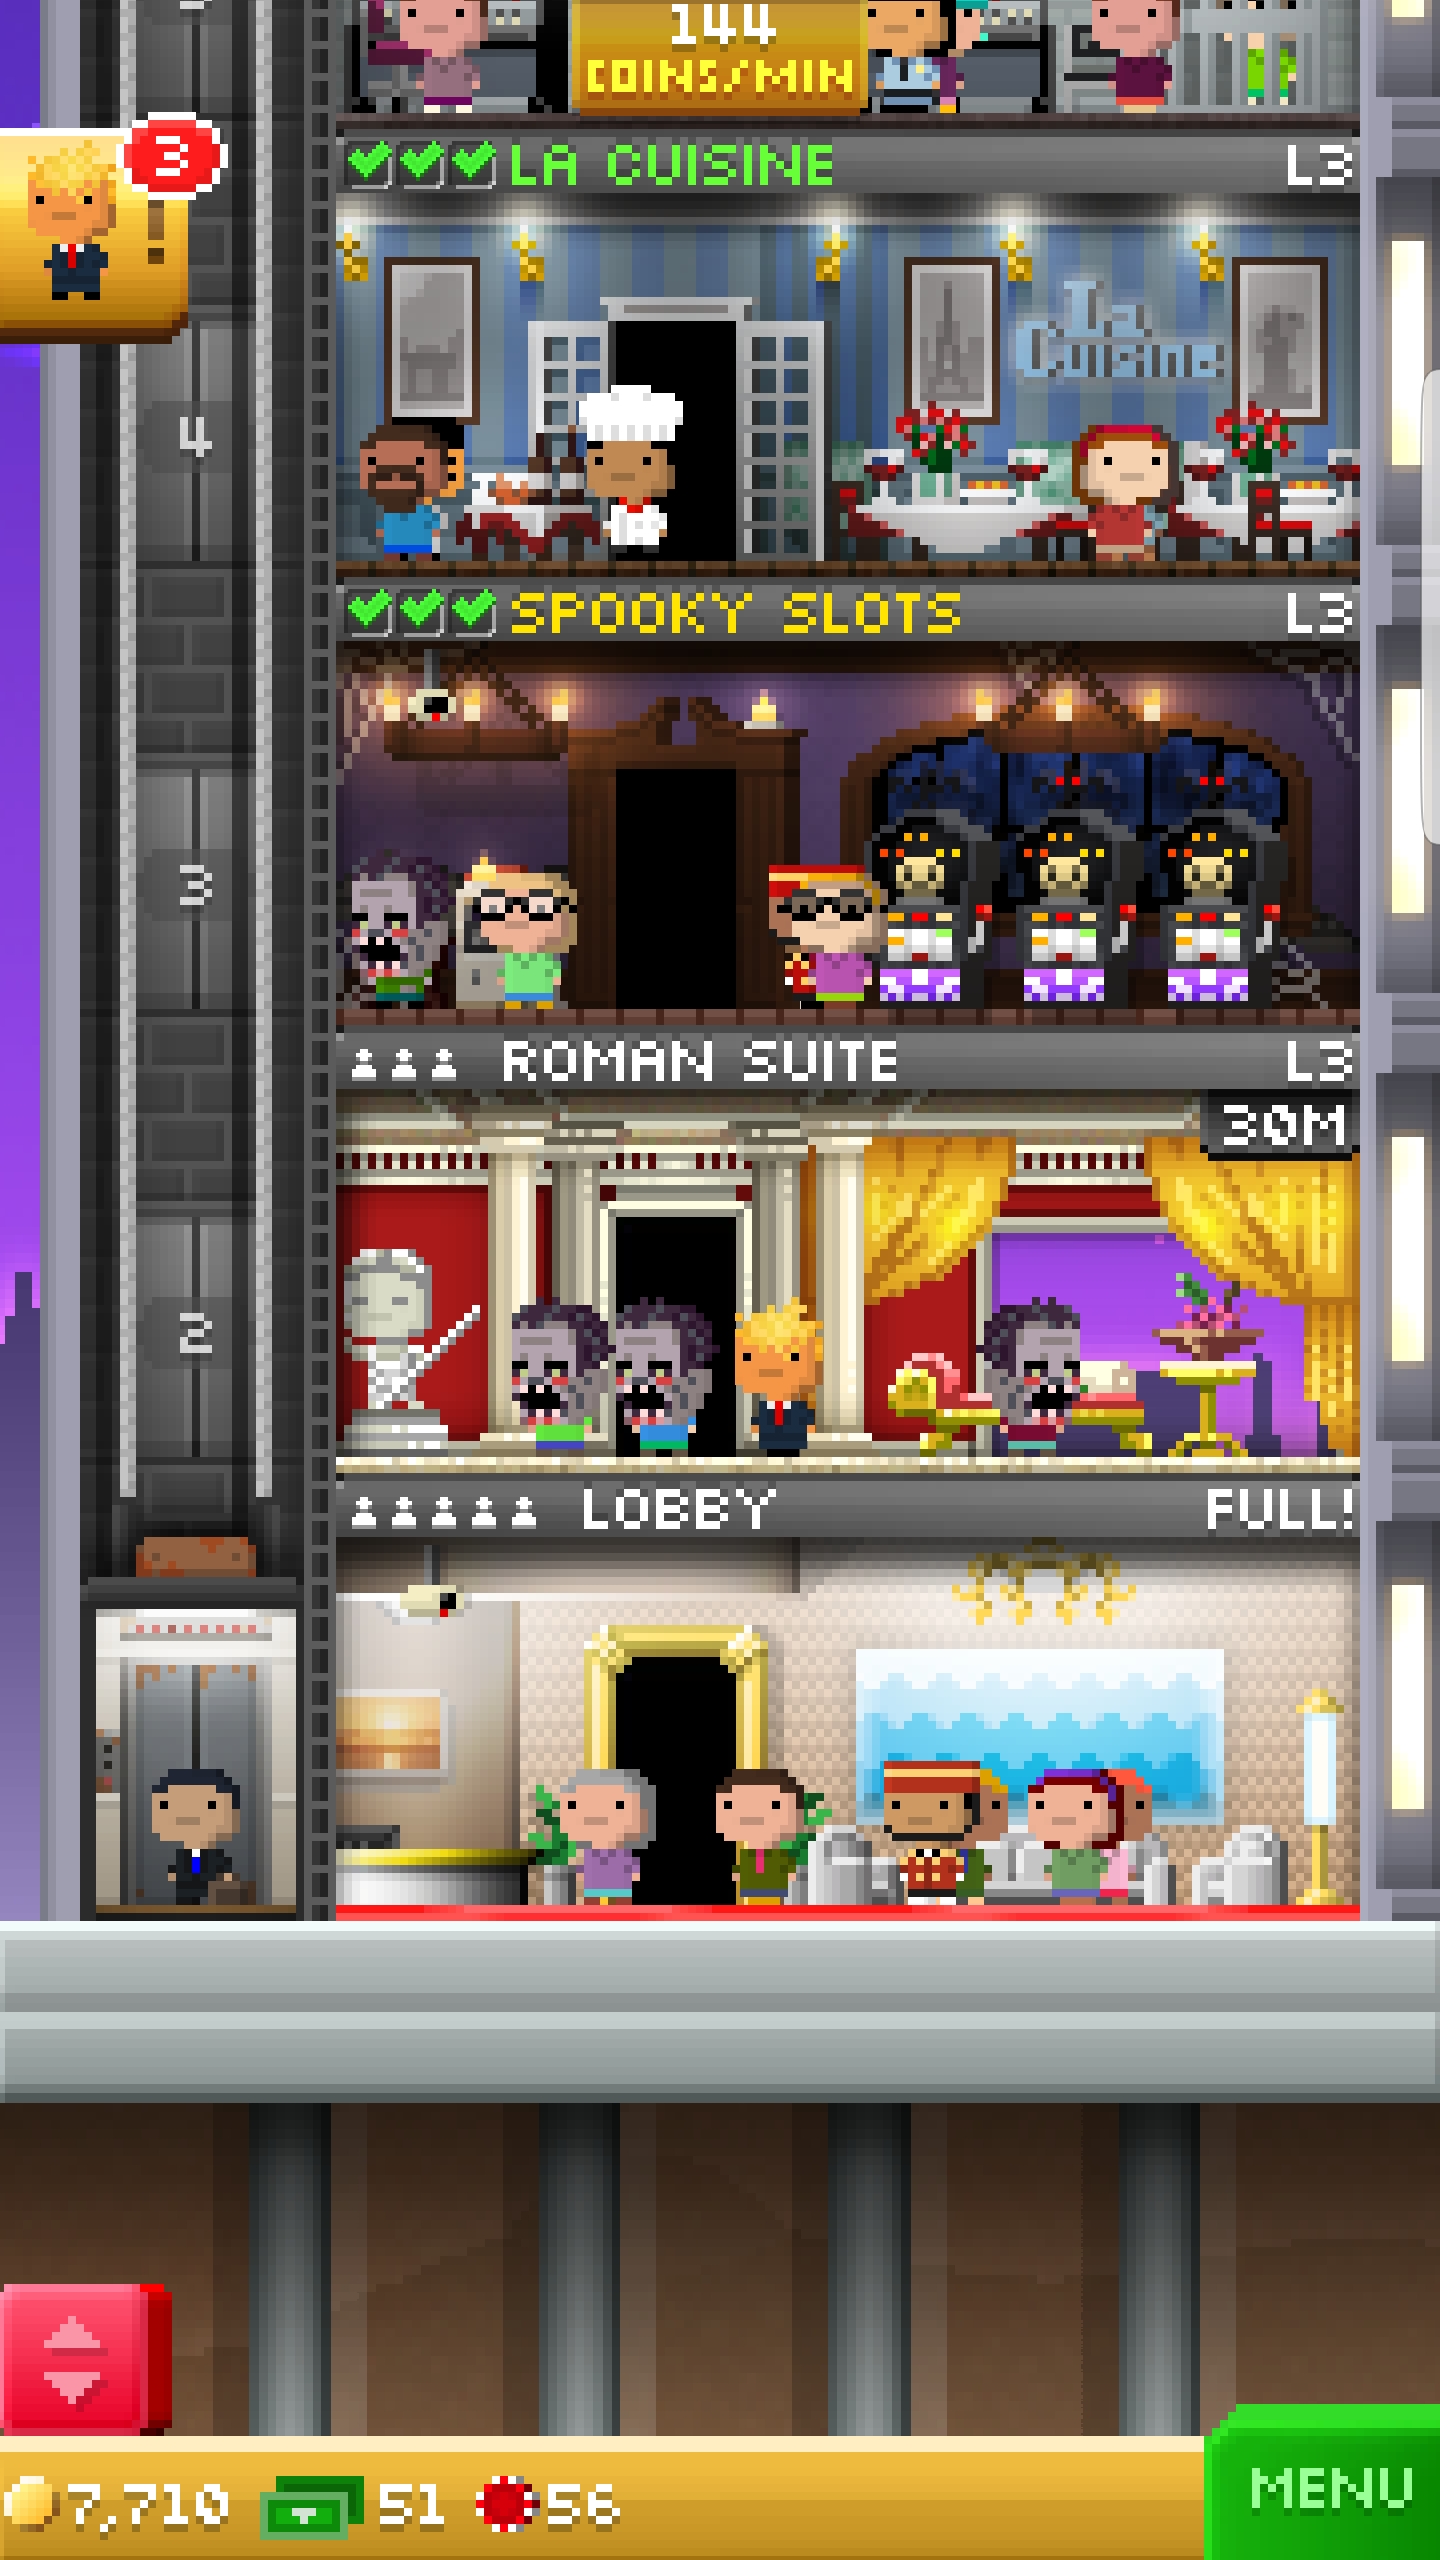 144
COINS/MIN
3
!
LA CUISINE L3
La
Cuisine
4
SPOOKY SLOTS L3
3
ROMAN SUITE L3
30M
2
LOBBY FULL!
7,710 51 56
MENU